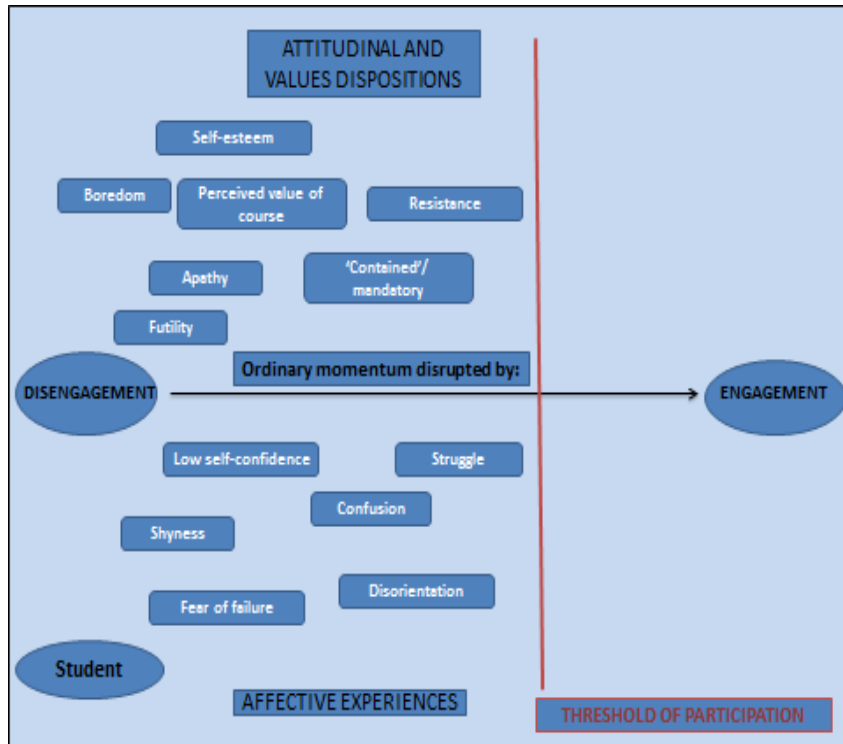 ATTITUDINAL AND
VALUES DISPOSITIONS
Self-esteem
Boredom
Perceived value of
course
Resistance
Apathy
'Contained'/
mandatory
Futility
Ordinary momentum disrupted by:
DISENGAGEMENT
ENGAGEMENT
Low self-confidence
Struggle
Confusion
Shyness
Disorientation
Fear of failure
Student
AFFECTIVE EXPERIENCES
THRESHOLD OF PARTICIPATION